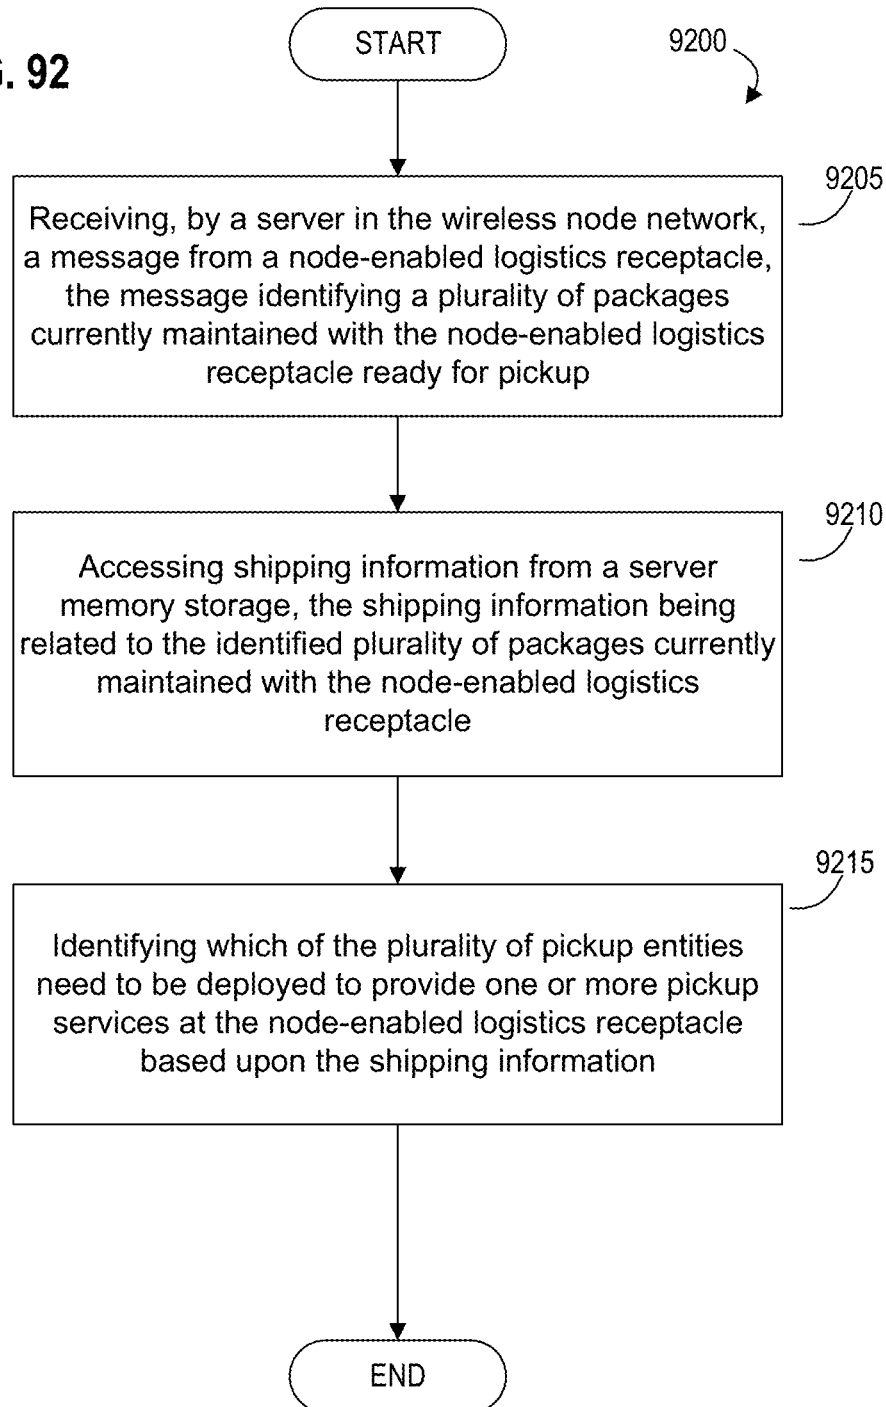 START
9200
. 92
9205
Receiving, by a server in the wireless node network,
a message from a node-enabled logistics receptacle,
the message identifying a plurality of packages
currently maintained with the node-enabled logistics
receptacle ready for pickup
9210
Accessing shipping information from a server
memory storage, the shipping information being
related to the identified plurality of packages currently
maintained with the node-enabled logistics
receptacle
9215
Identifying which of the plurality of pickup entities
need to be deployed to provide one or more pickup
services at the node-enabled logistics receptacle
based upon the shipping information
END